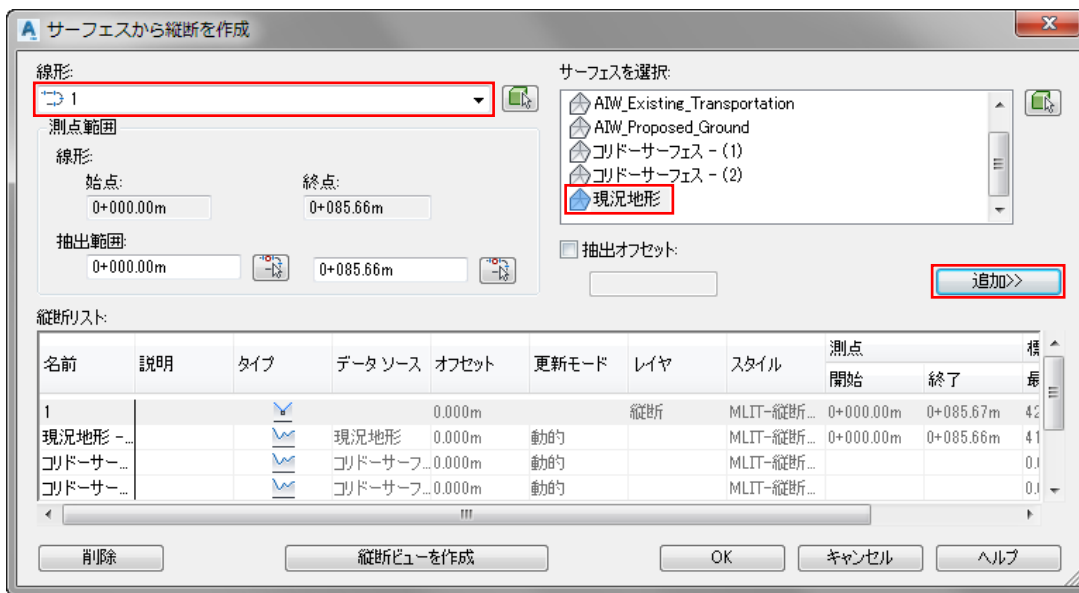 サーフェスから縦断を作成
線形:
1
測点範囲
線形:
始点:
終点:
0+000.00m
0+085.66m
抽出範囲:
0+000.00m
0+085.66m
サーフェスを選択:
AIW_Existing_Transportation
AIW_Proposed_Ground
コリドーサーフェス - (1)
コリドーサーフェス - (2)
現況地形
抽出オフセット:
追加>>
縦断リスト:
名前 説明 タイプ データ ソース オフセット 更新モード レイヤ スタイル 測点
開始 終了
1 0.000m 縦断 MLIT-縦断... 0+000.00m 0+085.67m 42
現況地形 -... 現況地形 0.000m 動的 MLIT-縦断... 0+000.00m 0+085.66m 41
コリドーサー... コリドーサーフ... 0.000m 動的 MLIT-縦断...
コリドーサー... コリドーサーフ... 0.000m 動的 MLIT-縦断...
削除 縦断ビューを作成 OK キャンセル ヘルプ